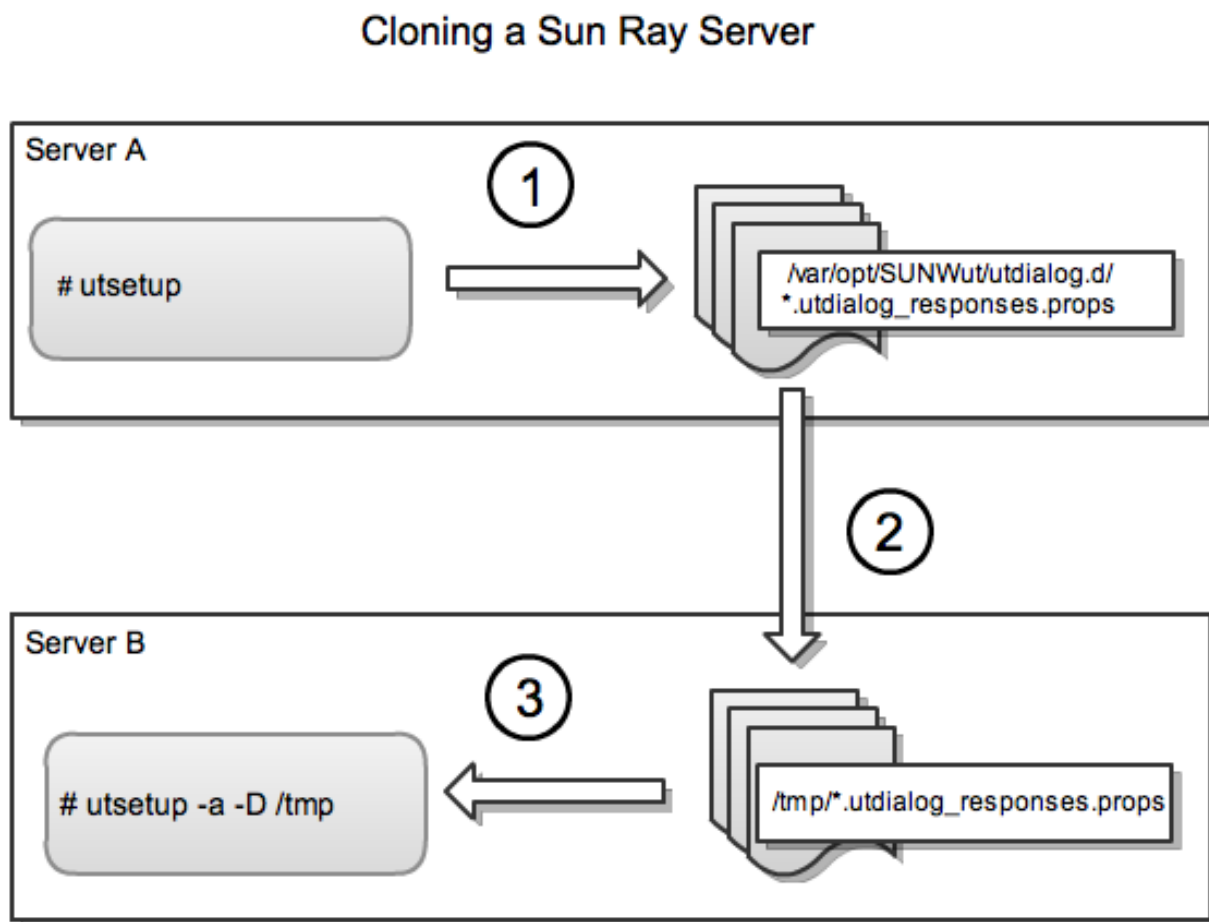 Cloning a Sun Ray Server
Server A
1
# utsetup
/var/opt/SUNWut/utdialog.d/
*.utdialog_responses.props
2
Server B
3
# utsetup -a -D /tmp
/tmp/*.utdialog_responses.props